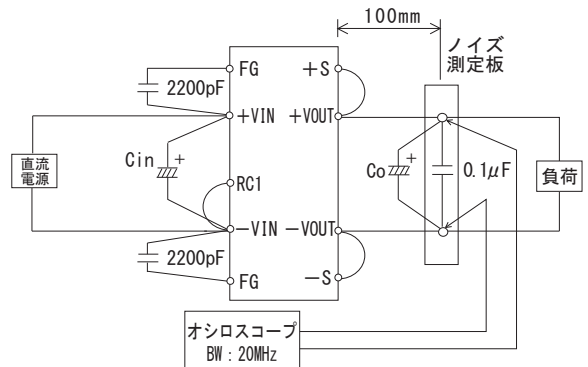 100mm
ノイズ
測定板
FG
+S
2200pF
+VIN
+VOUT
直流
電源
Cin
+
RC1
Co
+
0.1μF
負荷
-VIN
-VOUT
2200pF
FG
-S
オシロスコープ
BW：20MHz